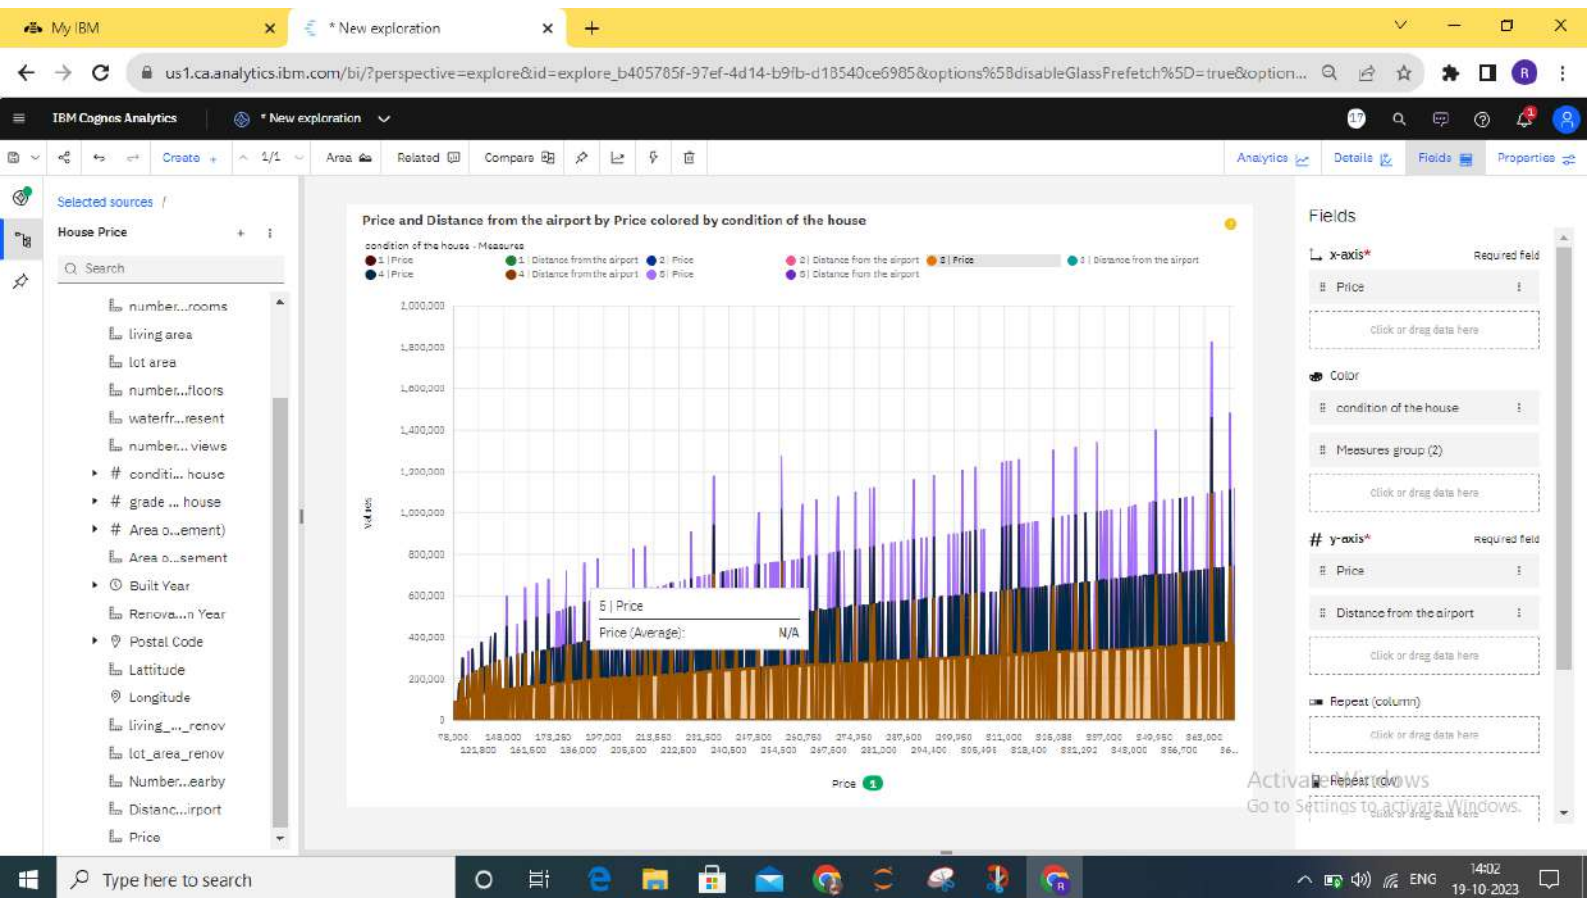 My IBM
* New exploration
us1.ca.analytics.ibm.com/bi/?perspective=explore&id=explore_b405785f-97ef-4d14-b9fb-d18540ce6985&options%5BdisableGlassPrefetch%5D=true&option...
R
IBM Cognos Analytics
* New exploration
17
1
Create +
1/1
Area
Related
Compare
Analytics
Details
Fields
Properties
Selected sources /
House Price
Search
number...rooms
living area
lot area
number...floors
waterfr...resent
number... views
# conditi... house
# grade ... house
# Area o...ement)
Area o...sement
Built Year
Renova...n Year
Postal Code
Lattitude
Longitude
living_..._renov
lot_area_renov
Number...earby
Distanc...irport
Price
Price and Distance from the airport by Price colored by condition of the house
condition of the house - Measures
1 | Price
1 | Distance from the airport
2 | Price
2 | Distance from the airport
3 | Price
3 | Distance from the airport
4 | Price
4 | Distance from the airport
5 | Price
5 | Distance from the airport
2,000,000
1,800,000
1,600,000
1,400,000
1,200,000
1,000,000
800,000
600,000
400,000
200,000
0
Values
5 | Price
Price (Average): N/A
Price 1
Fields
x-axis* Required field
Price
Click or drag data here
Color
condition of the house
Measures group (2)
Click or drag data here
# y-axis* Required field
Price
Distance from the airport
Click or drag data here
Repeat (column)
Click or drag data here
Repeat (row)
Click or drag data here
Activate Windows
Go to Settings to activate Windows.
Type here to search
R
ENG
14:02
19-10-2023